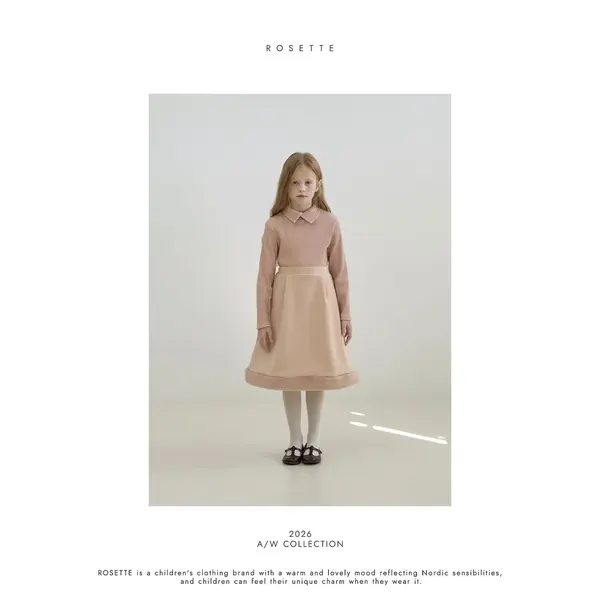 ROSETTE
2026
A/W COLLECTION
ROSETTE is a children's clothing brand with a warm and lovely mood reflecting Nordic sensibilities,
and children can feel their unique charm when they wear it.